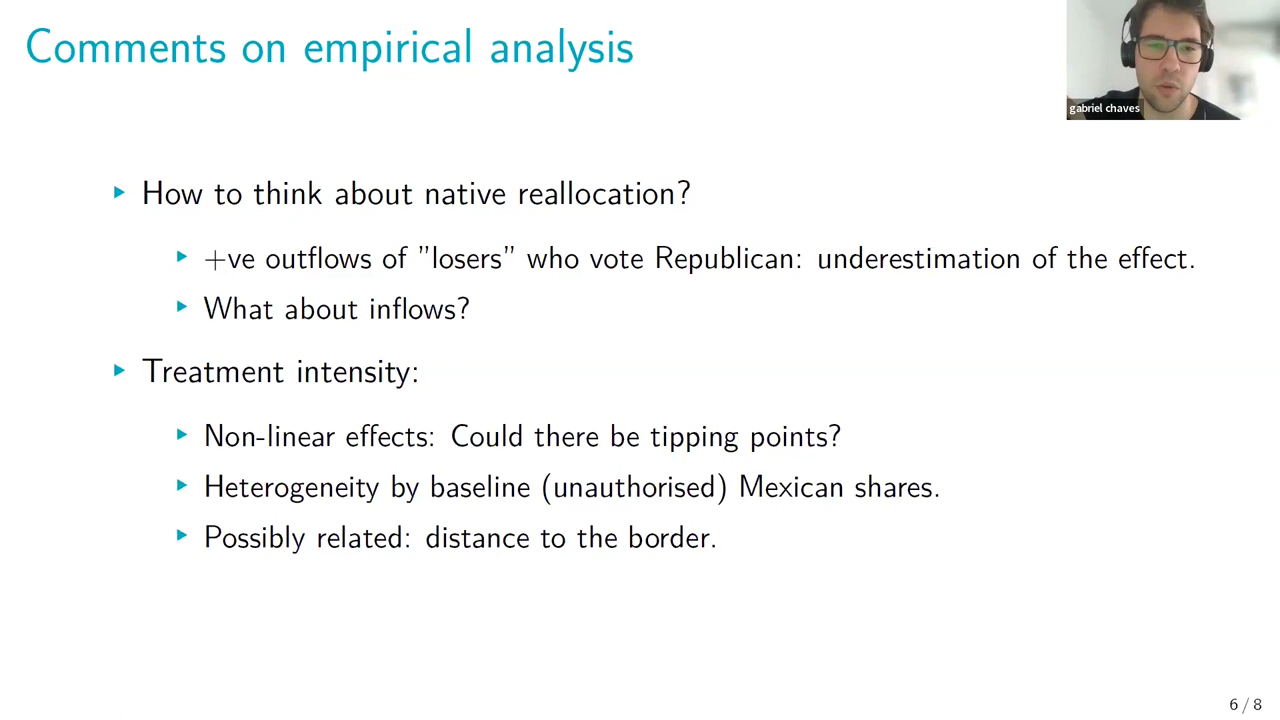 Comments on empirical analysis
gabriel chaves
How to think about native reallocation?
+ve outflows of ”losers” who vote Republican: underestimation of the effect.
What about inflows?
Treatment intensity:
Non-linear effects: Could there be tipping points?
Heterogeneity by baseline (unauthorised) Mexican shares.
Possibly related: distance to the border.
6 / 8